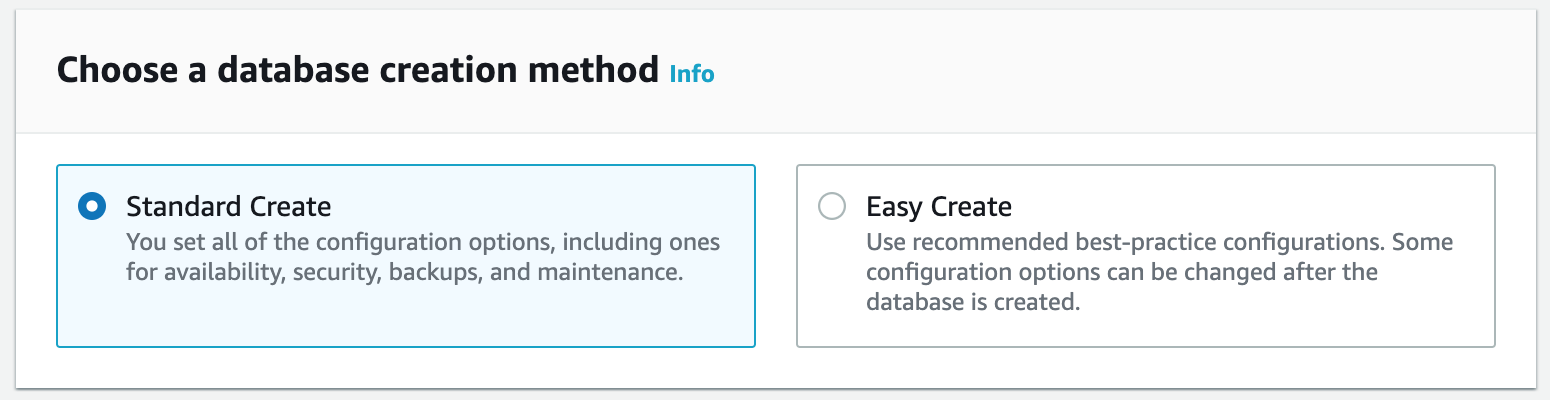 Choose a database creation method Info
Standard Create
You set all of the configuration options, including ones
for availability, security, backups, and maintenance.
Easy Create
Use recommended best-practice configurations. Some
configuration options can be changed after the
database is created.